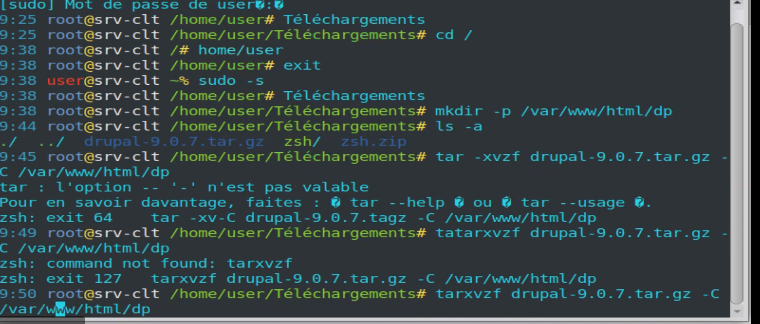 [sudo] Mot de passe de user�:�
9:25 root@srv-clt /home/user# Téléchargements
9:25 root@srv-clt /home/user/Téléchargements# cd /
9:38 root@srv-clt /# home/user
9:38 root@srv-clt /home/user# exit
9:38 user@srv-clt ~% sudo -s
9:38 root@srv-clt /home/user# Téléchargements
9:38 root@srv-clt /home/user/Téléchargements# mkdir -p /var/www/html/dp
9:44 root@srv-clt /home/user/Téléchargements# ls -a
./ ../ drupal-9.0.7.tar.gz zsh/ zsh.zip
9:45 root@srv-clt /home/user/Téléchargements# tar -xvzf drupal-9.0.7.tar.gz -
C /var/www/html/dp
tar : l'option -- '-' n'est pas valable
Pour en savoir davantage, faites : � tar --help � ou � tar --usage �.
zsh: exit 64 tar -xv-C drupal-9.0.7.tagz -C /var/www/html/dp
9:49 root@srv-clt /home/user/Téléchargements# tatarxvzf drupal-9.0.7.tar.gz -
C /var/www/html/dp
zsh: command not found: tarxvzf
zsh: exit 127 tarxvzf drupal-9.0.7.tar.gz -C /var/www/html/dp
9:50 root@srv-clt /home/user/Téléchargements# tarxvzf drupal-9.0.7.tar.gz -C
/var/www/html/dp